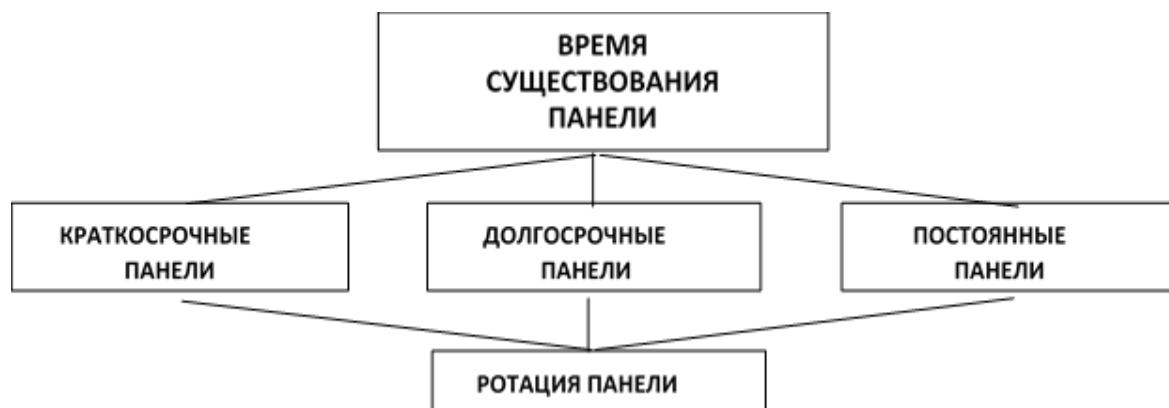 ВРЕМЯ
СУЩЕСТВОВАНИЯ
ПАНЕЛИ
КРАТКОСРОЧНЫЕ
ПАНЕЛИ
ДОЛГОСРОЧНЫЕ
ПАНЕЛИ
ПОСТОЯННЫЕ
ПАНЕЛИ
РОТАЦИЯ ПАНЕЛИ